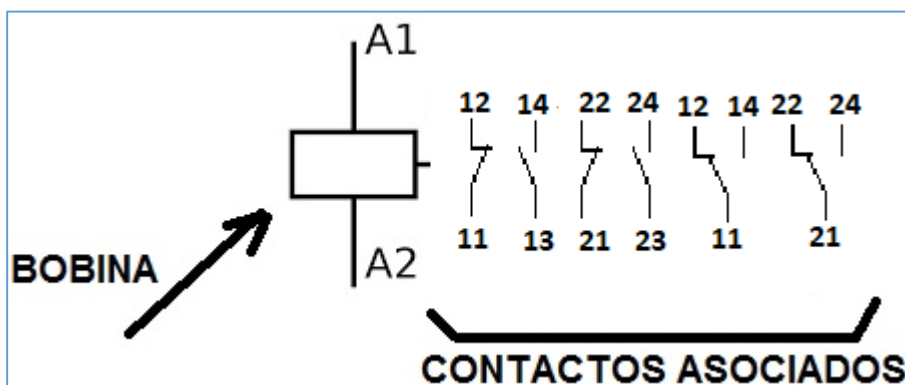 A1
12 14 22 24 12 14 22 24
11 13 21 23 11 21
A2
BOBINA
CONTACTOS ASOCIADOS